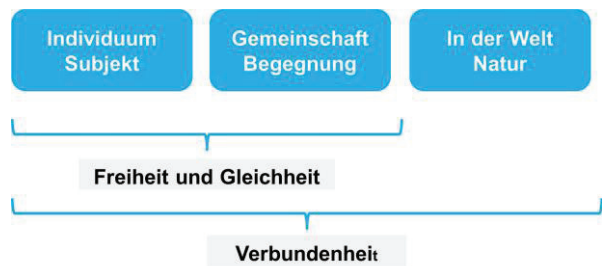 Individuum
Subjekt
Gemeinschaft
Begegnung
In der Welt
Natur
Freiheit und Gleichheit
Verbundenheit